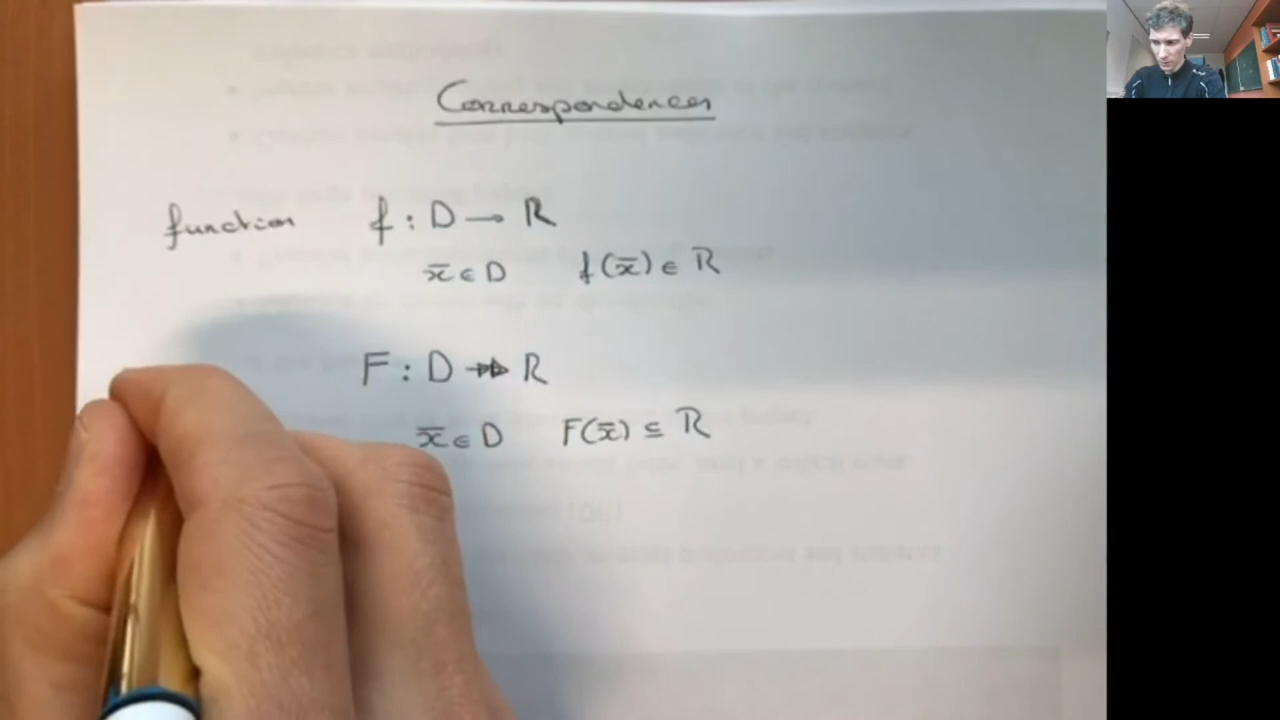 Correspondences
function f : D → R
x̄ ∈ D f(x̄) ∈ R
F : D ↠ R
x̄ ∈ D F(x̄) ⊆ R